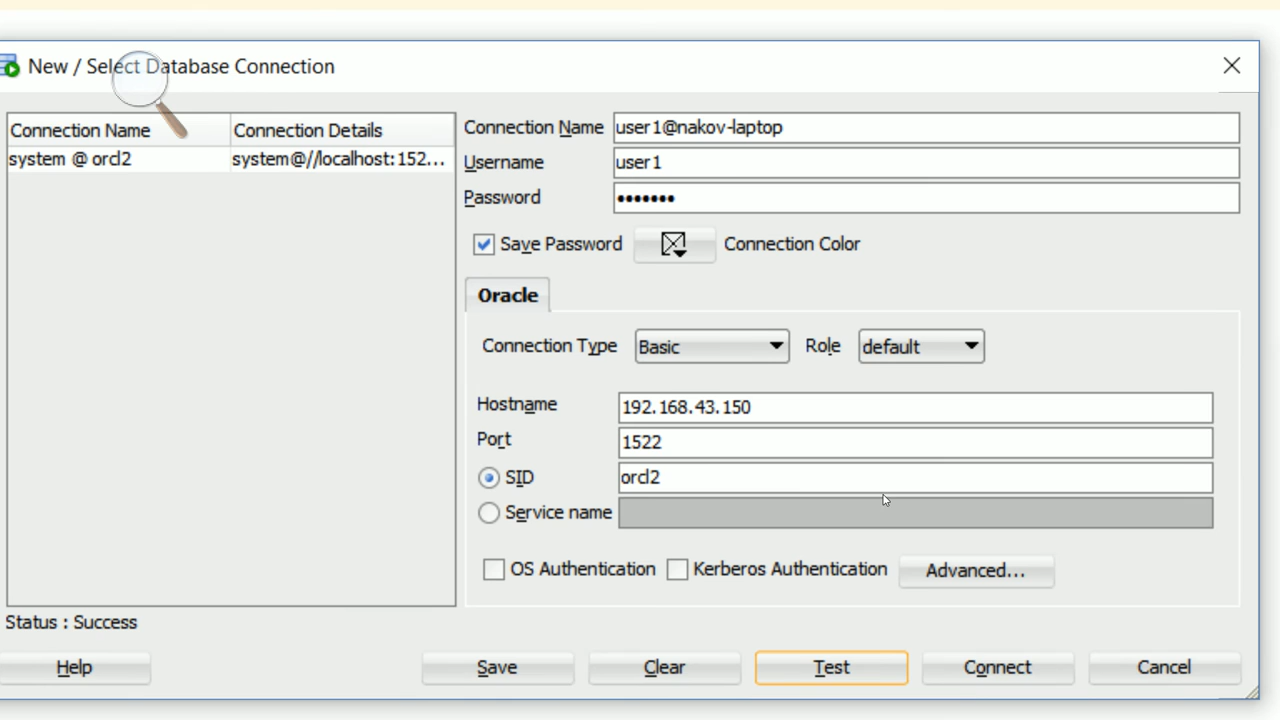 New / Select Database Connection
Connection Name Connection Details
system @ orcl2 system@//localhost:152...
Connection Name user1@nakov-laptop
Username user1
Password •••••••
Save Password Connection Color
Oracle
Connection Type Basic Role default
Hostname 192.168.43.150
Port 1522
SID orcl2
Service name
OS Authentication Kerberos Authentication Advanced...
Status : Success
Help Save Clear Test Connect Cancel